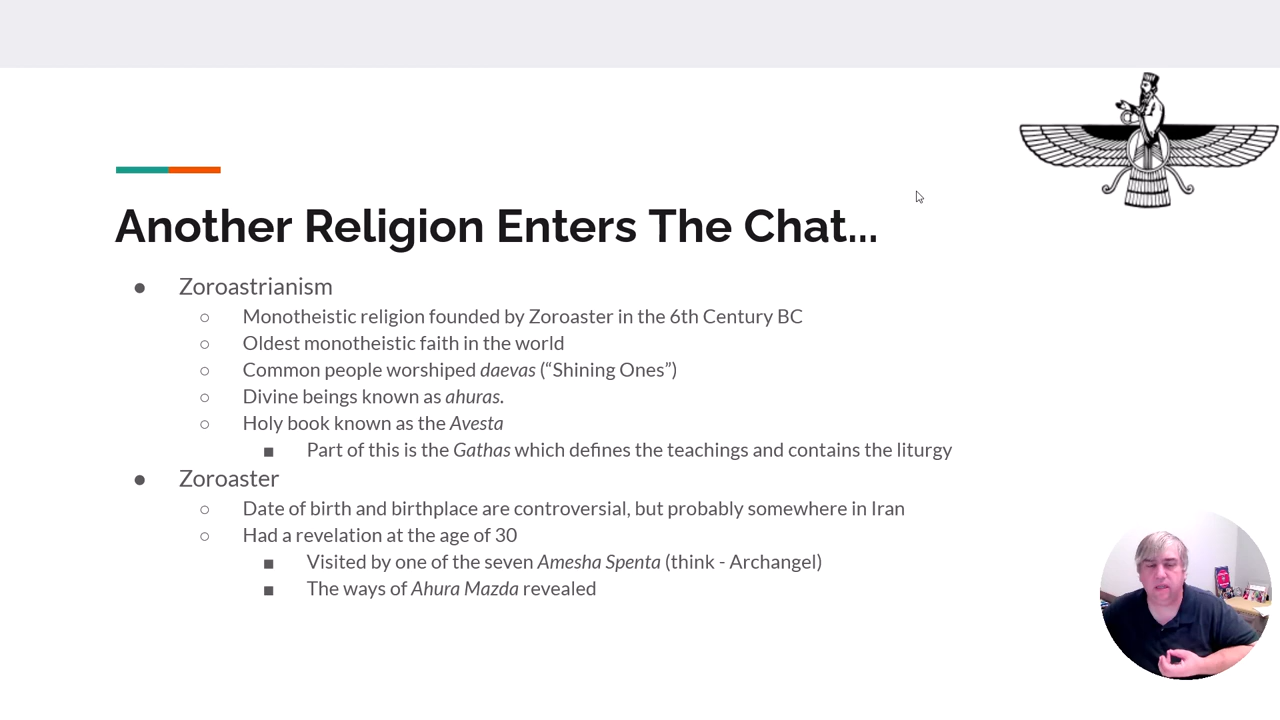 Another Religion Enters The Chat...
● Zoroastrianism
○ Monotheistic religion founded by Zoroaster in the 6th Century BC
○ Oldest monotheistic faith in the world
○ Common people worshiped daevas (“Shining Ones”)
○ Divine beings known as ahuras.
○ Holy book known as the Avesta
■ Part of this is the Gathas which defines the teachings and contains the liturgy
● Zoroaster
○ Date of birth and birthplace are controversial, but probably somewhere in Iran
○ Had a revelation at the age of 30
■ Visited by one of the seven Amesha Spenta (think - Archangel)
■ The ways of Ahura Mazda revealed